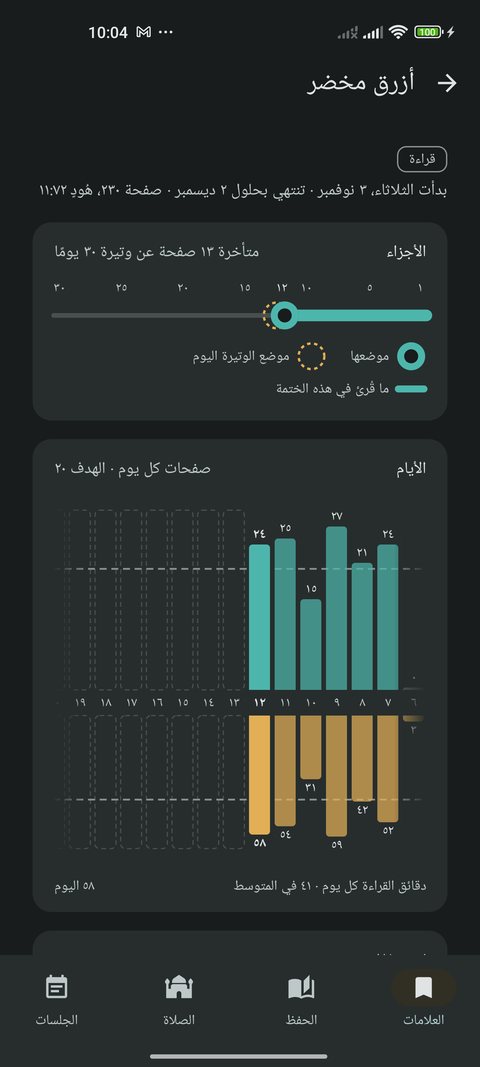 10:04
100
أزرق مخضر
قراءة
بدأت الثلاثاء، ٣ نوفمبر · تنتهي بحلول ٢ ديسمبر · صفحة ٢٣٠، هُود ١١:٧٢
الأجزاء
متأخرة ١٣ صفحة عن وتيرة ٣٠ يومًا
١ ٥ ١٠ ١٢ ١٥ ٢٠ ٢٥ ٣٠
موضعها
موضع الوتيرة اليوم
ما قُرئ في هذه الختمة
الأيام
صفحات كل يوم · الهدف ٢٠
٠ ٢٤ ٢١ ٢٧ ١٥ ٢٥ ٢٤
٦ ٧ ٨ ٩ ١٠ ١١ ١٢ ١٣ ١٤ ١٥ ١٦ ١٧ ١٨ ١٩
٣ ٥٢ ٤٢ ٥٩ ٣١ ٥٤ ٥٨
دقائق القراءة كل يوم · ٤١ في المتوسط
٥٨ اليوم
العلامات
الحفظ
الصلاة
الجلسات